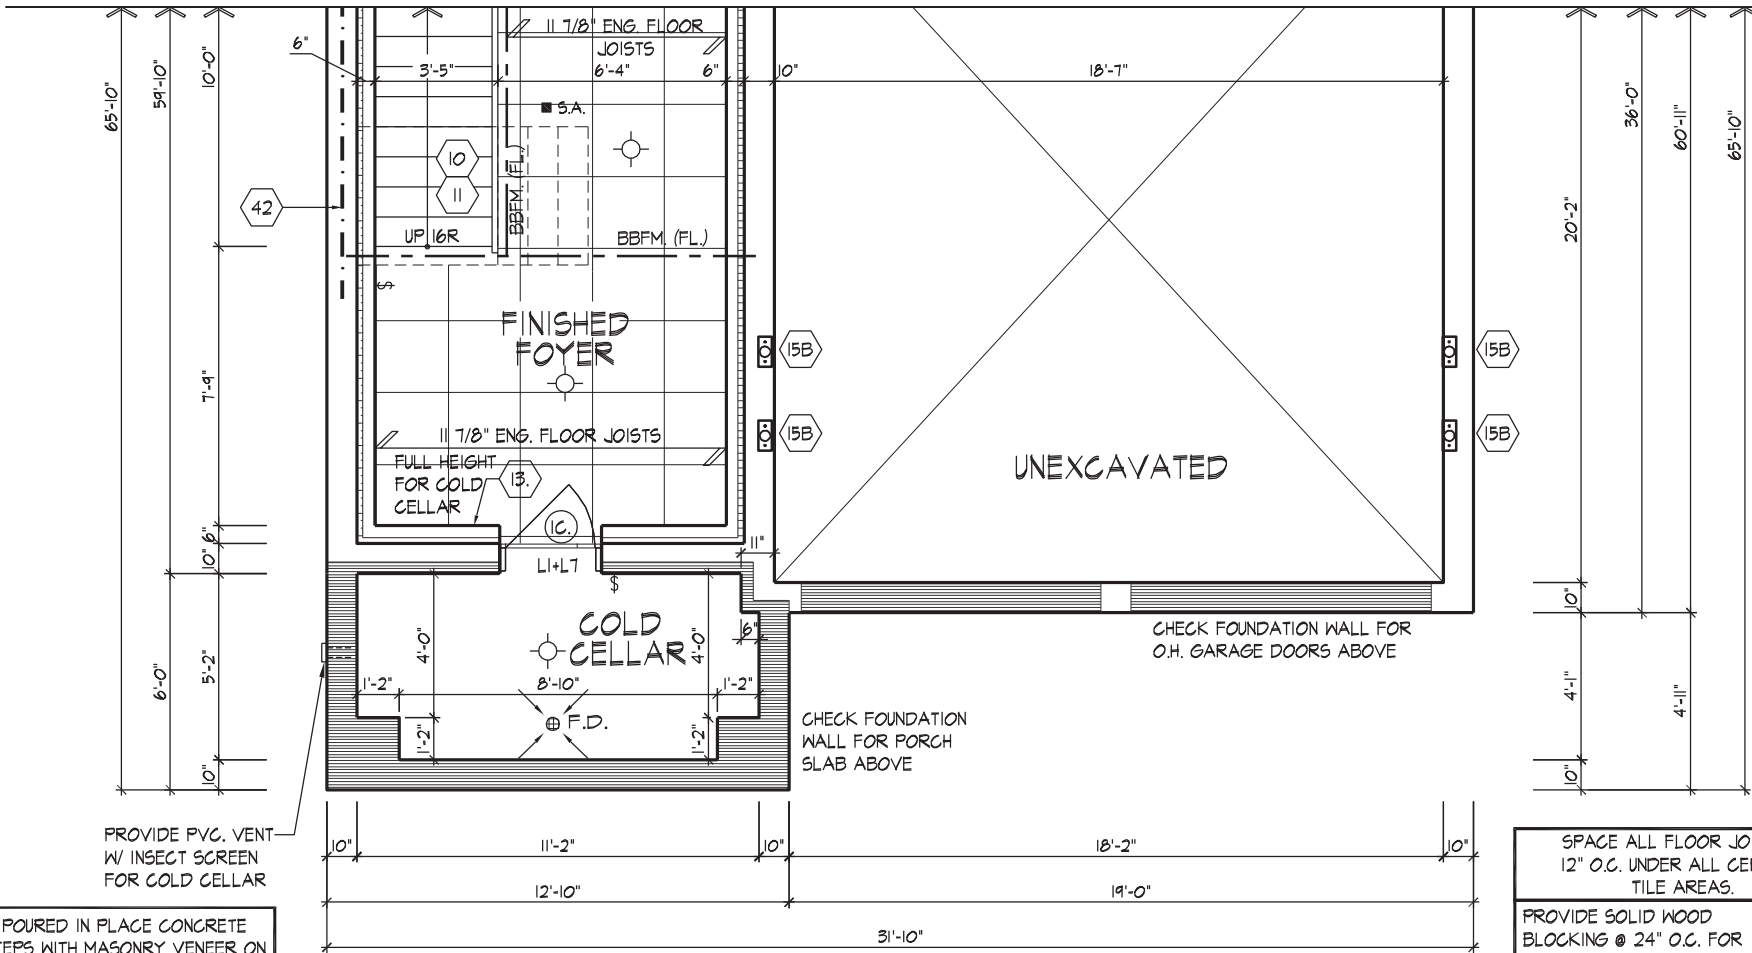 11 7/8" ENG. FLOOR
JOISTS
6"
3'-5"
6'-4"
6"
10"
18'-7"
65'-10"
59'-10"
10'-0"
36'-0"
60'-11"
65'-10"
S.A.
10
11
BBFM. (FL.)
42
20'-2"
UP 16R
BBFM. (FL.)
$
FINISHED
FOYER
15B
15B
7'-9"
15B
15B
11 7/8" ENG. FLOOR JOISTS
FULL HEIGHT
FOR COLD
CELLAR
13.
UNEXCAVATED
1C.
6"
10"
11"
L1+L7
$
COLD
CELLAR
4'-0"
4'-0"
6"
10"
CHECK FOUNDATION WALL FOR
O.H. GARAGE DOORS ABOVE
6'-0"
5'-2"
1'-2"
8'-10"
1'-2"
4'-1"
4'-11"
F.D.
1'-2"
1'-2"
CHECK FOUNDATION
WALL FOR PORCH
SLAB ABOVE
10"
10"
PROVIDE PVC. VENT
W/ INSECT SCREEN
FOR COLD CELLAR
10"
11'-2"
10"
18'-2"
10"
12'-10"
19'-0"
31'-10"
SPACE ALL FLOOR JO
12" O.C. UNDER ALL CE
TILE AREAS.
PROVIDE SOLID WOOD
BLOCKING @ 24" O.C. FOR
POURED IN PLACE CONCRETE
TEPS WITH MASONRY VENEER ON